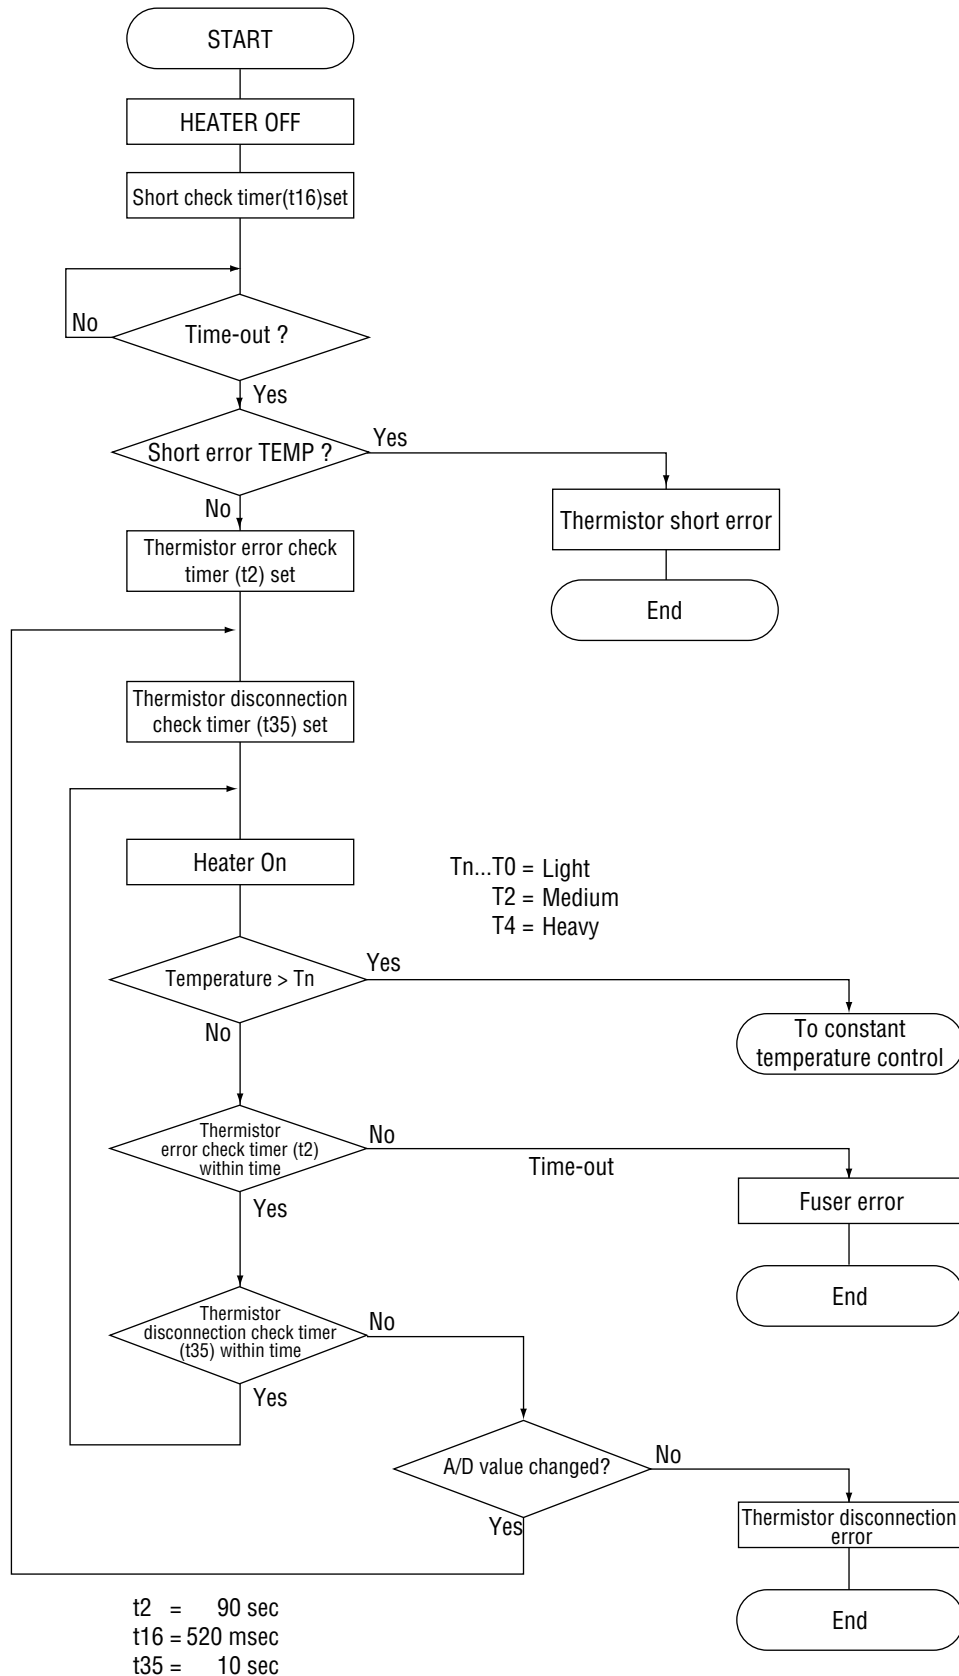 START
HEATER OFF
Short check timer(t16)set
No
Time-out ?
Yes
Short error TEMP ?
Yes
No
Thermistor short error
End
Thermistor error check
timer (t2) set
Thermistor disconnection
check timer (t35) set
Heater On
Tn...T0 = Light
T2 = Medium
T4 = Heavy
Temperature > Tn
Yes
No
To constant
temperature control
Thermistor
error check timer (t2)
within time
No
Time-out
Yes
Fuser error
End
Thermistor
disconnection check timer
(t35) within time
No
Yes
A/D value changed?
No
Yes
Thermistor disconnection
error
End
t2 = 90 sec
t16 = 520 msec
t35 = 10 sec